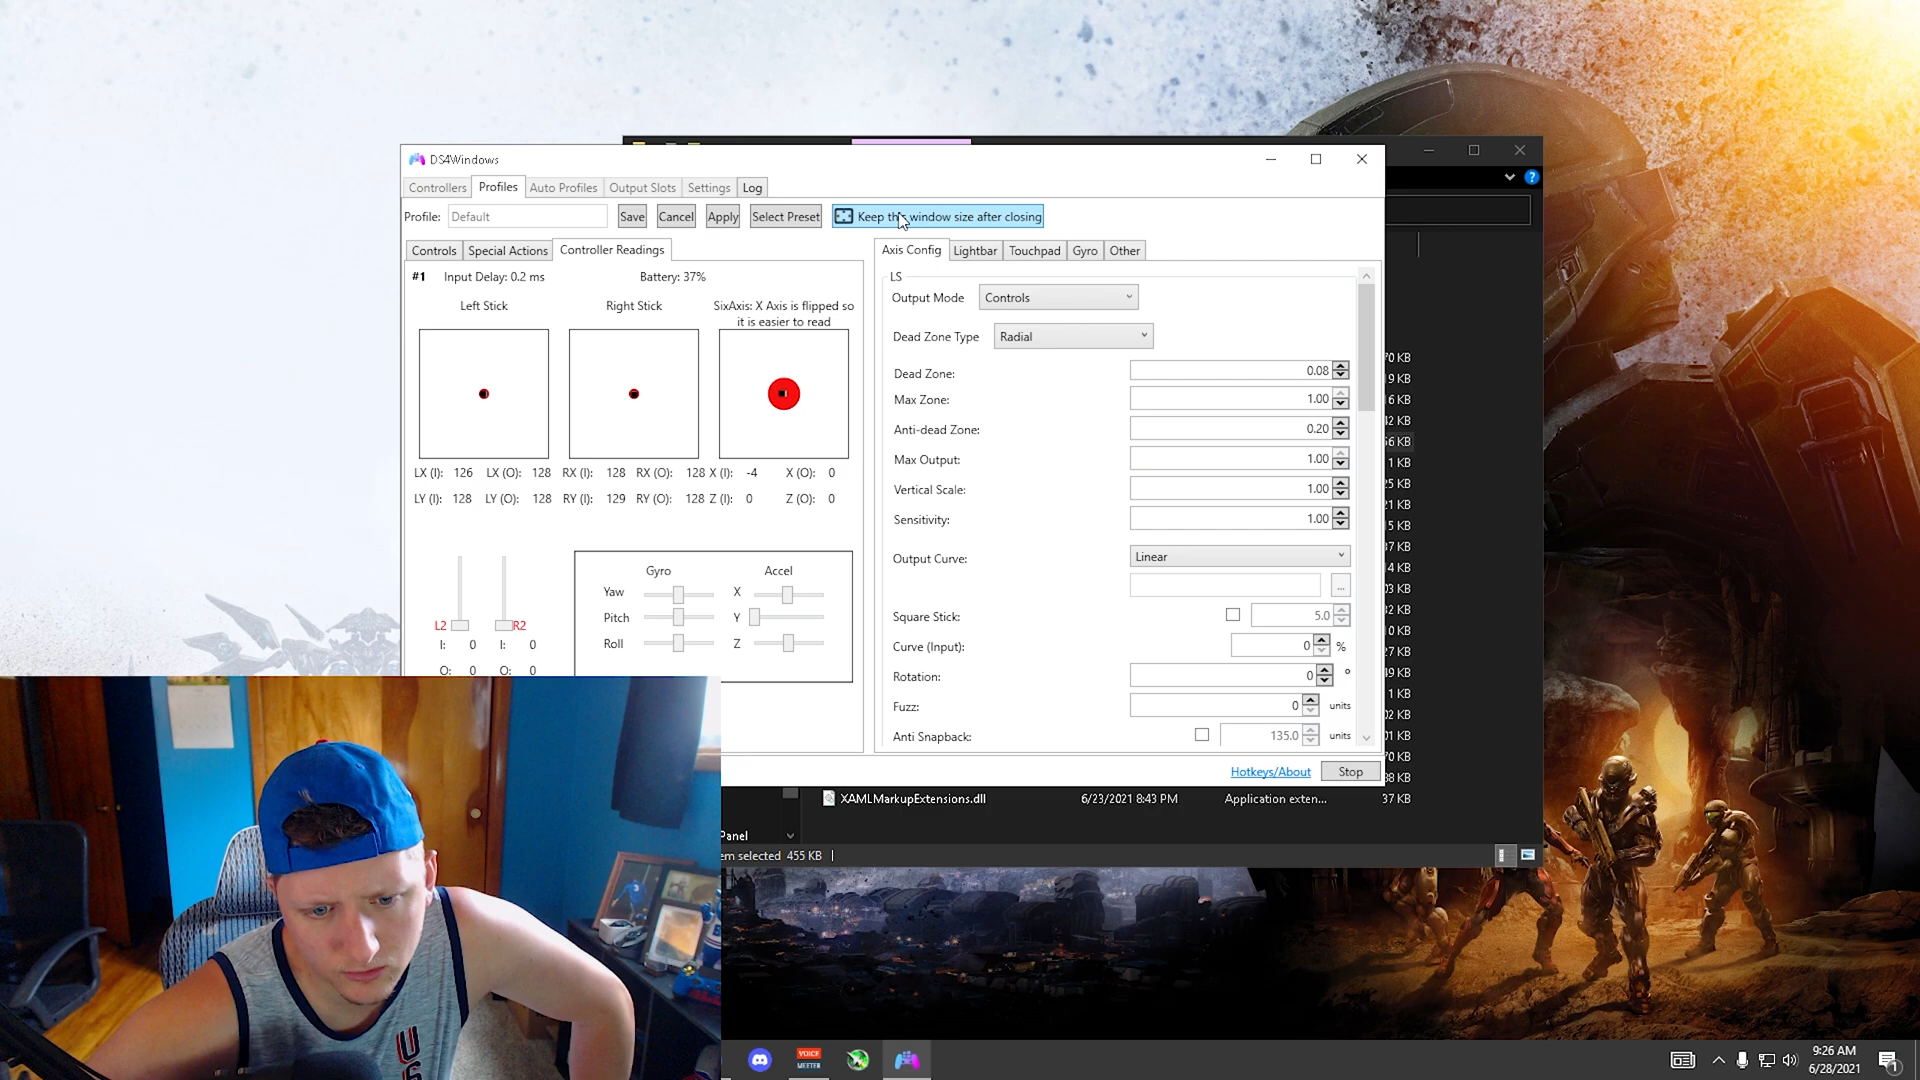 DS4Windows
Controllers Profiles Auto Profiles Output Slots Settings Log
Profile: Default Save Cancel Apply Select Preset Keep this window size after closing
Controls Special Actions Controller Readings
Axis Config Lightbar Touchpad Gyro Other
#1 Input Delay: 0.2 ms Battery: 37%
Left Stick Right Stick SixAxis: X Axis is flipped so
it is easier to read
LX (I): 126 LX (O): 128 RX (I): 128 RX (O): 128 X (I): -4 X (O): 0
LY (I): 128 LY (O): 128 RY (I): 129 RY (O): 128 Z (I): 0 Z (O): 0
Gyro Accel
Yaw X
Pitch Y
Roll Z
L2 R2
I: 0 I: 0
O: 0 O: 0
LS
Output Mode Controls
Dead Zone Type Radial
Dead Zone: 0.08
Max Zone: 1.00
Anti-dead Zone: 0.20
Max Output: 1.00
Vertical Scale: 1.00
Sensitivity: 1.00
Output Curve: Linear
...
Square Stick: 5.0
Curve (Input): 0 %
Rotation: 0 °
Fuzz: 0 units
Anti Snapback: 135.0 units
Hotkeys/About Stop
XAMLMarkupExtensions.dll 6/23/2021 8:43 PM Application exten... 37 KB
Panel
em selected 455 KB
VOICE
MEETER
9:26 AM
6/28/2021
1